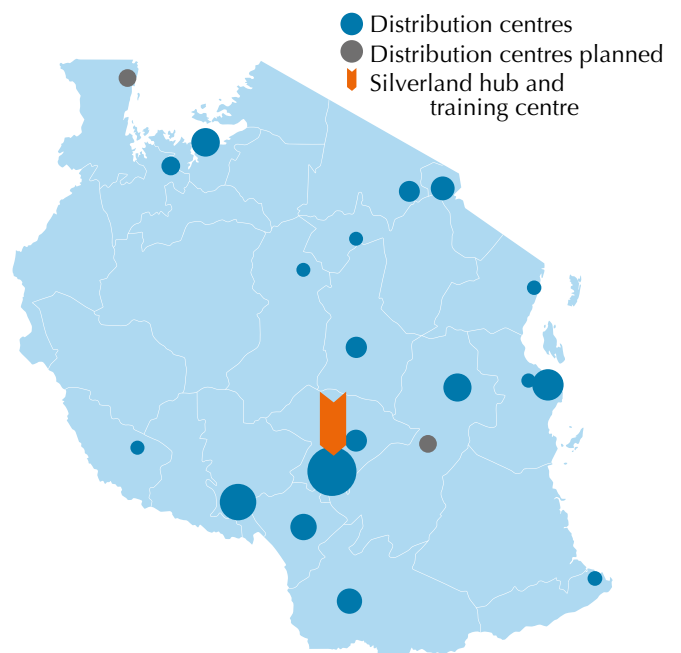 Distribution centres
Distribution centres planned
Silverland hub and
training centre